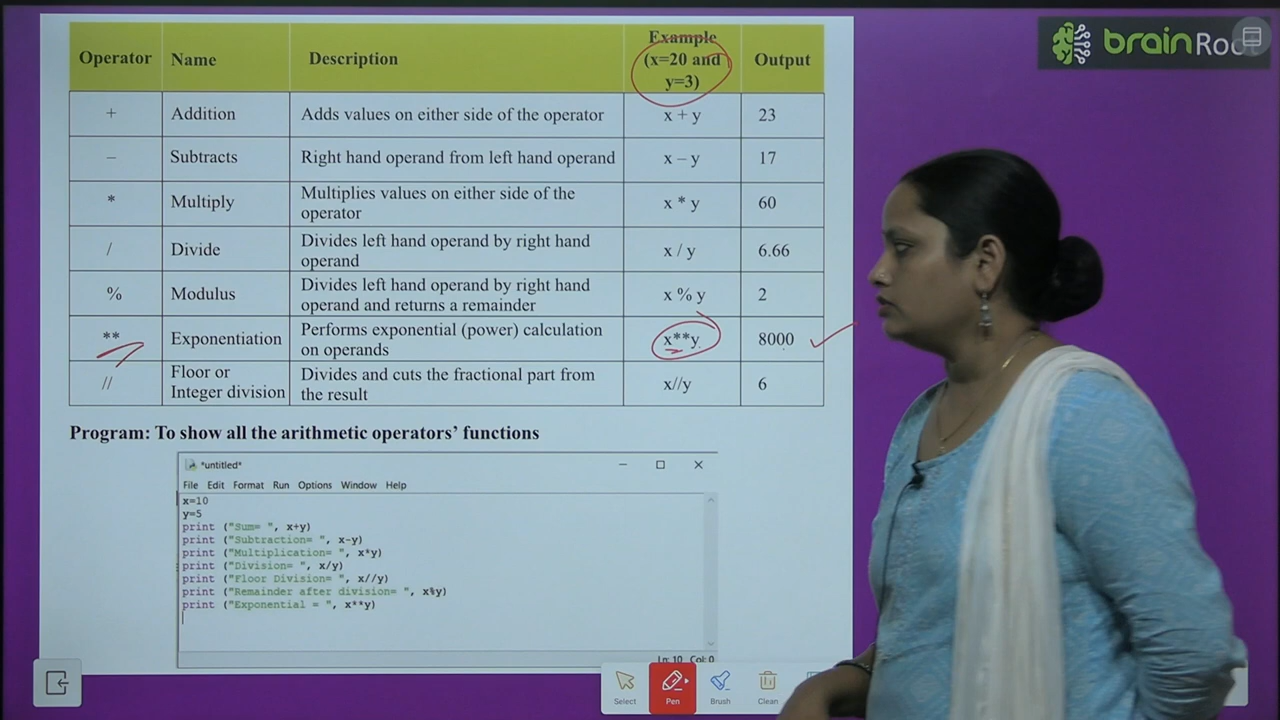 Operator Name Description Example (x=20 and y=3) Output
+ Addition Adds values on either side of the operator x + y 23
– Subtracts Right hand operand from left hand operand x – y 17
* Multiply Multiplies values on either side of the operator x * y 60
/ Divide Divides left hand operand by right hand operand x / y 6.66
% Modulus Divides left hand operand by right hand operand and returns a remainder x % y 2
** Exponentiation Performs exponential (power) calculation on operands x**y 8000
// Floor or Integer division Divides and cuts the fractional part from the result x//y 6
Program: To show all the arithmetic operators’ functions
*untitled*
File Edit Format Run Options Window Help
x=10
y=5
print ("Sum= ", x+y)
print ("Subtraction= ", x-y)
print ("Multiplication= ", x*y)
print ("Division= ", x/y)
print ("Floor Division= ", x//y)
print ("Remainder after division= ", x%y)
print ("Exponential = ", x**y)
Ln: 10 Col: 0
Select Pen Brush Clean
brain